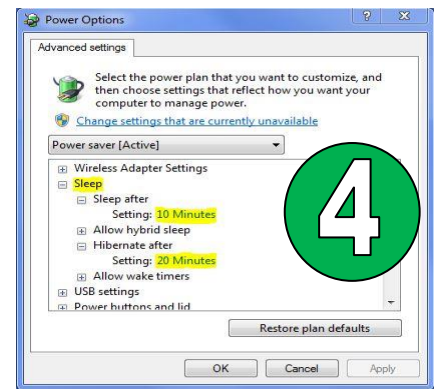 Power Options
Advanced settings
Select the power plan that you want to customize, and
then choose settings that reflect how you want your
computer to manage power.
Change settings that are currently unavailable
Power saver [Active]
Wireless Adapter Settings
Sleep
Sleep after
Setting: 10 Minutes
Allow hybrid sleep
Hibernate after
Setting: 20 Minutes
Allow wake timers
USB settings
Power buttons and lid
4
Restore plan defaults
OK Cancel Apply